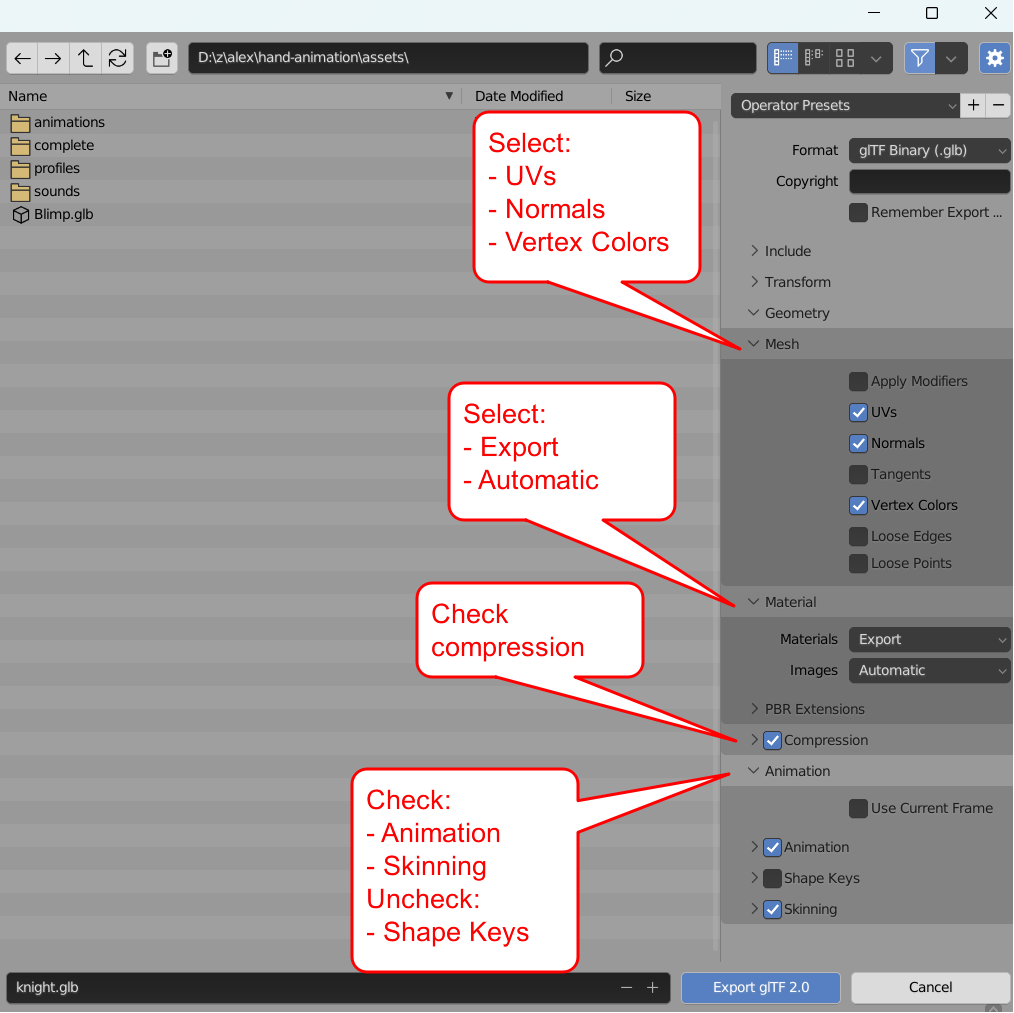 D:\z\alex\hand-animation\assets\
Name
Date Modified
Size
animations
complete
profiles
sounds
Blimp.glb
Select:
- UVs
- Normals
- Vertex Colors
Select:
- Export
- Automatic
Check
compression
Check:
- Animation
- Skinning
Uncheck:
- Shape Keys
Operator Presets
Format glTF Binary (.glb)
Copyright
Remember Export ...
Include
Transform
Geometry
Mesh
Apply Modifiers
UVs
Normals
Tangents
Vertex Colors
Loose Edges
Loose Points
Material
Materials Export
Images Automatic
PBR Extensions
Compression
Animation
Use Current Frame
Animation
Shape Keys
Skinning
knight.glb
Export glTF 2.0
Cancel